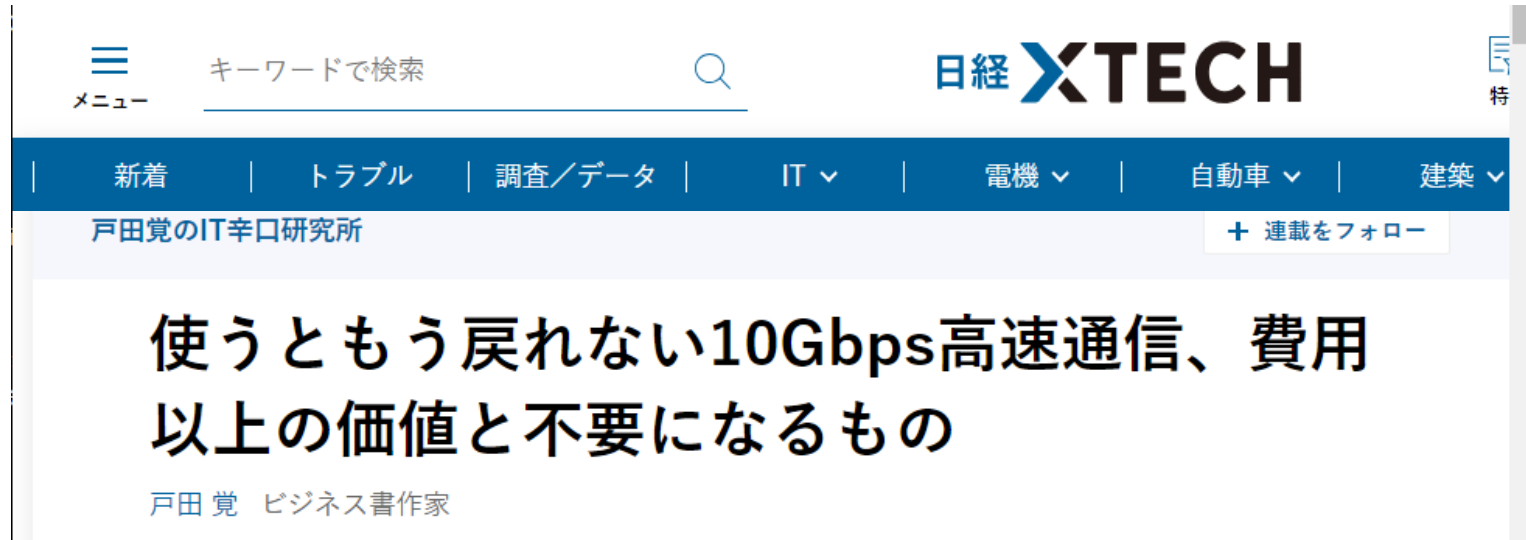 キーワードで検索
日経 XTECH
メニュー
特
新着 | トラブル | 調査／データ | IT | 電機 | 自動車 | 建築
戸田覚のIT辛口研究所
+ 連載をフォロー
使うともう戻れない10Gbps高速通信、費用
以上の価値と不要になるもの
戸田 覚 ビジネス書作家